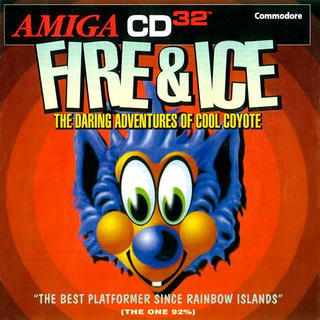 AMIGA CD32™ Commodore
FIRE & ICE
THE DARING ADVENTURES OF COOL COYOTE
"THE BEST PLATFORMER SINCE RAINBOW ISLANDS"
(THE ONE 92%)